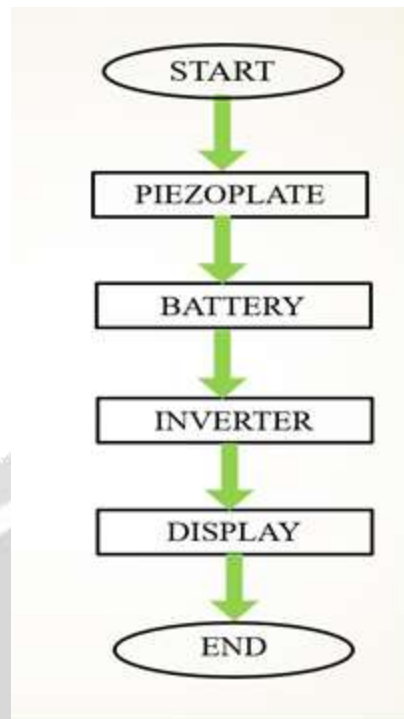 START
PIEZOPLATE
BATTERY
INVERTER
DISPLAY
END